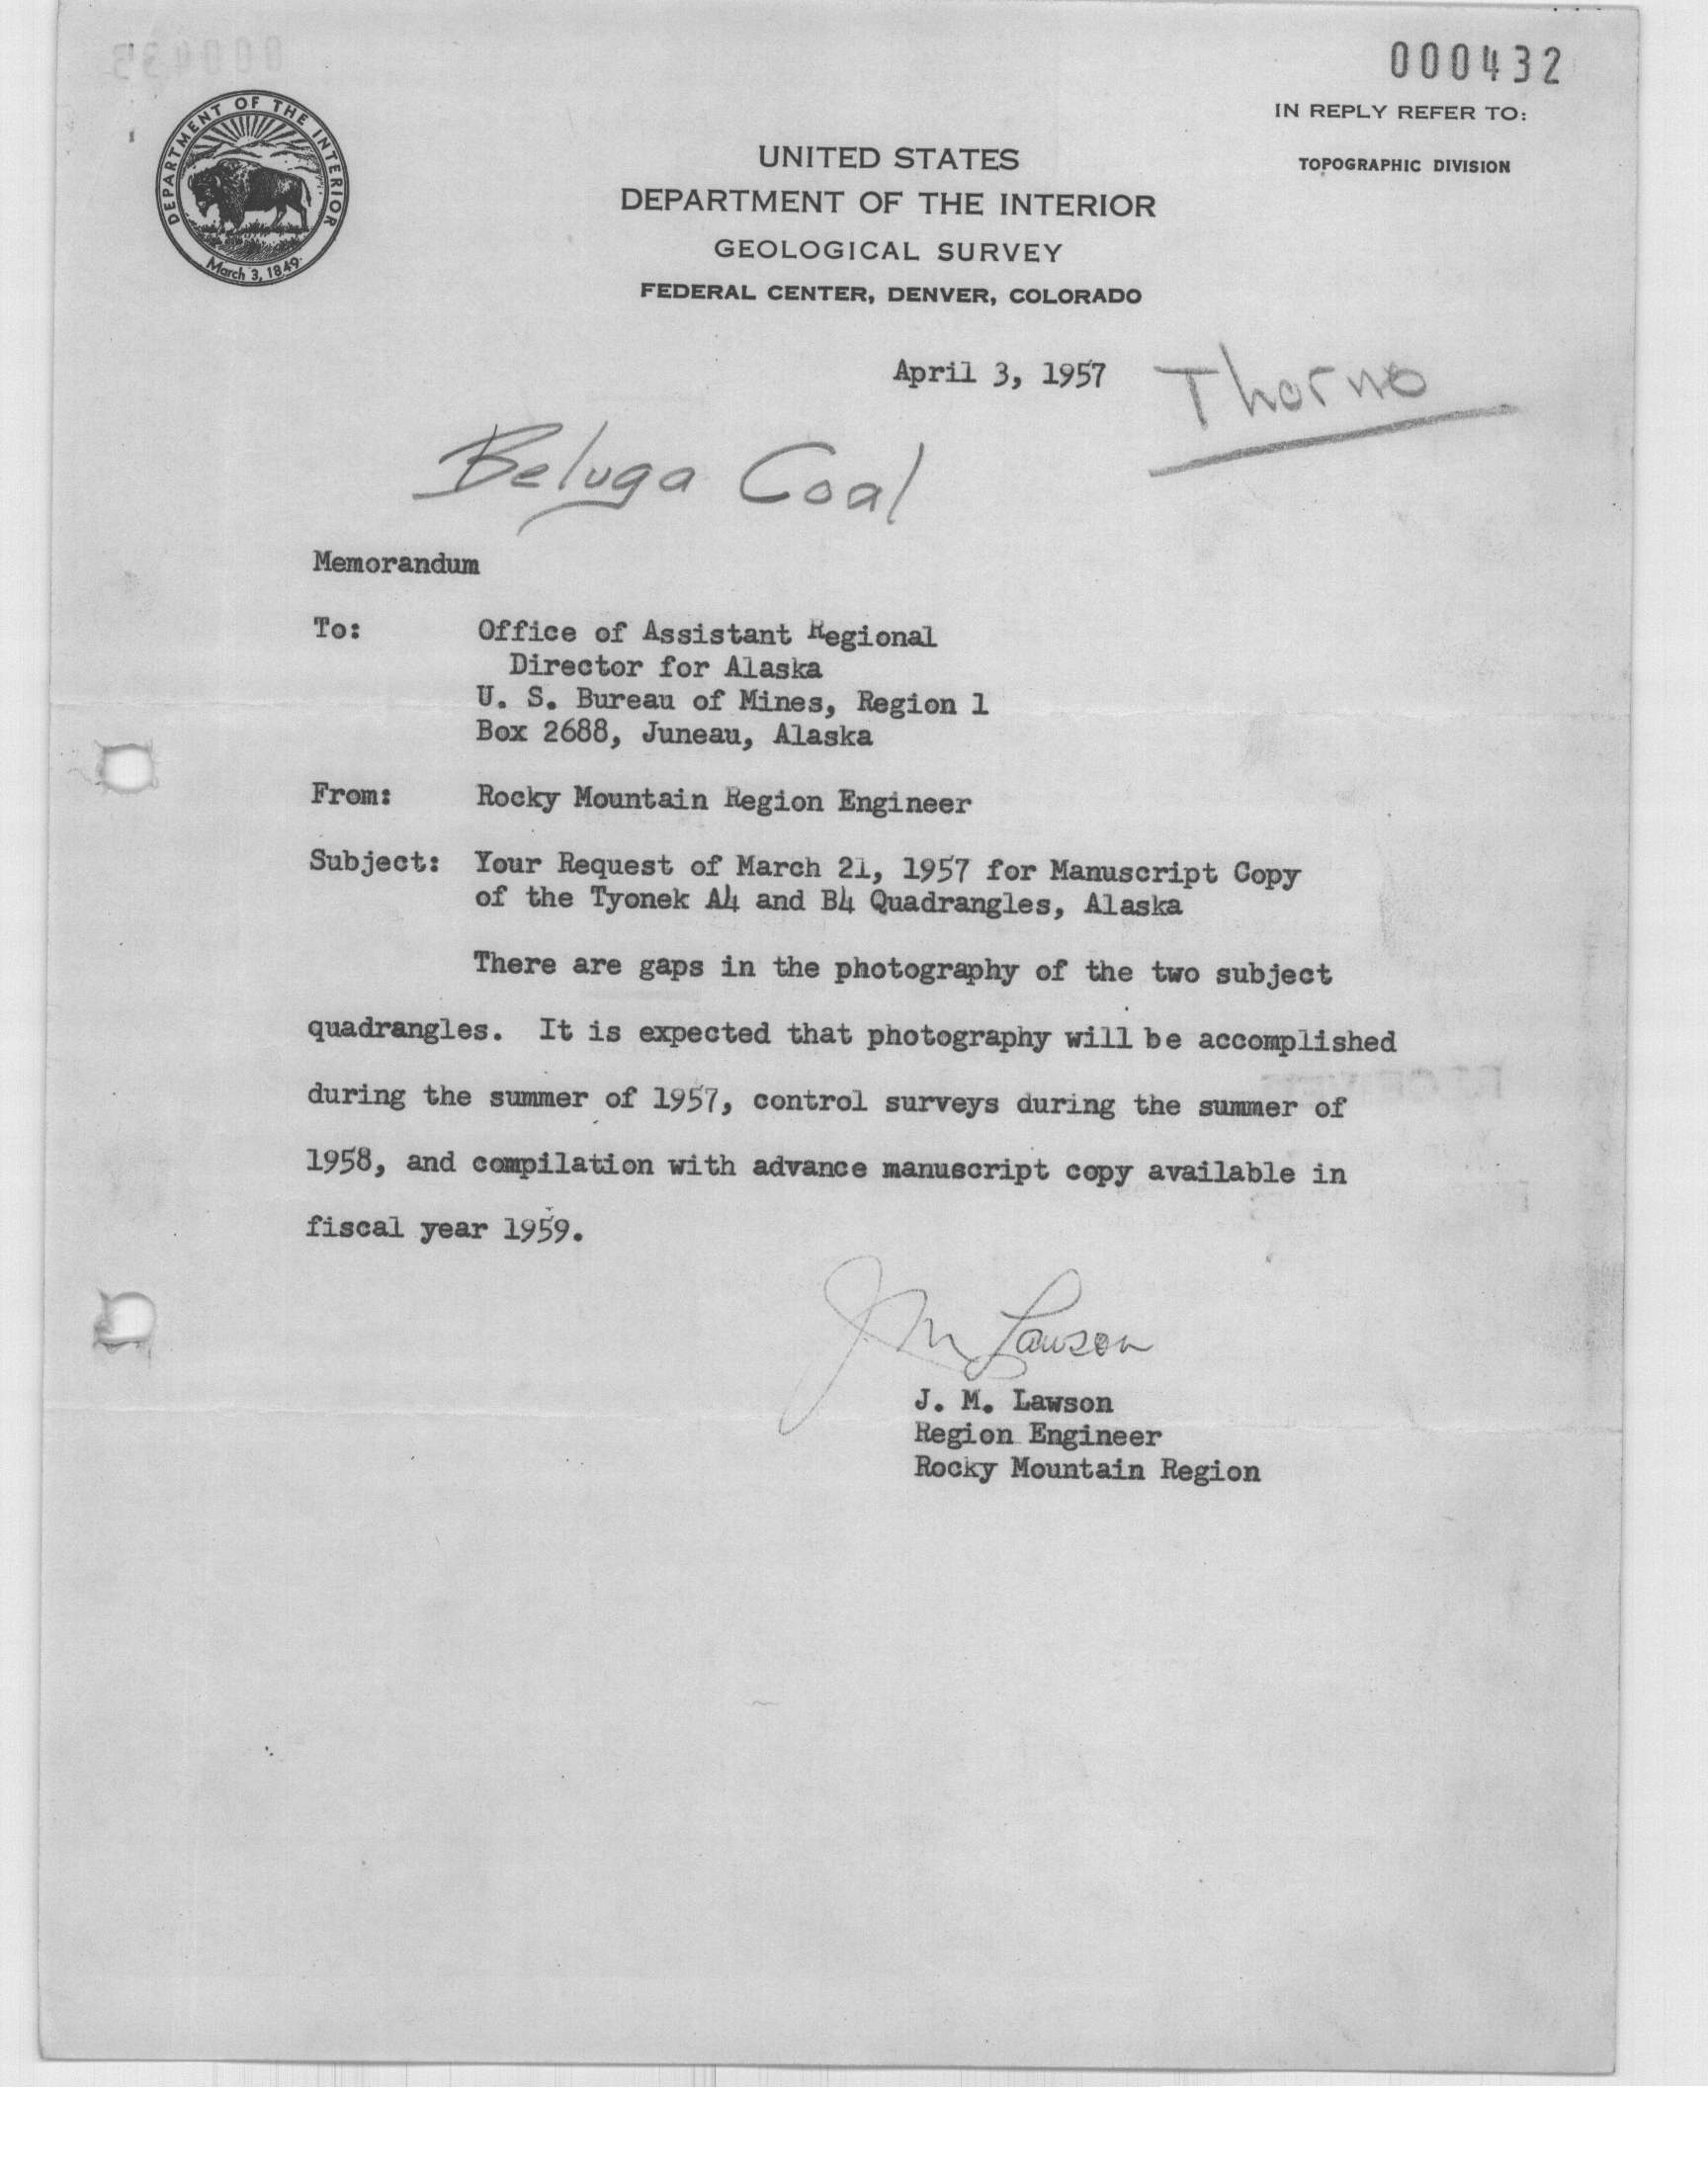 000432
IN REPLY REFER TO:
TOPOGRAPHIC DIVISION
DEPARTMENT OF THE INTERIOR
March 3, 1849
UNITED STATES
DEPARTMENT OF THE INTERIOR
GEOLOGICAL SURVEY
FEDERAL CENTER, DENVER, COLORADO
April 3, 1957
Thorne
Beluga Coal
Memorandum
To: Office of Assistant Regional
Director for Alaska
U. S. Bureau of Mines, Region 1
Box 2688, Juneau, Alaska
From: Rocky Mountain Region Engineer
Subject: Your Request of March 21, 1957 for Manuscript Copy
of the Tyonek A4 and B4 Quadrangles, Alaska
There are gaps in the photography of the two subject
quadrangles. It is expected that photography will be accomplished
during the summer of 1957, control surveys during the summer of
1958, and compilation with advance manuscript copy available in
fiscal year 1959.
J M Lawson
J. M. Lawson
Region Engineer
Rocky Mountain Region